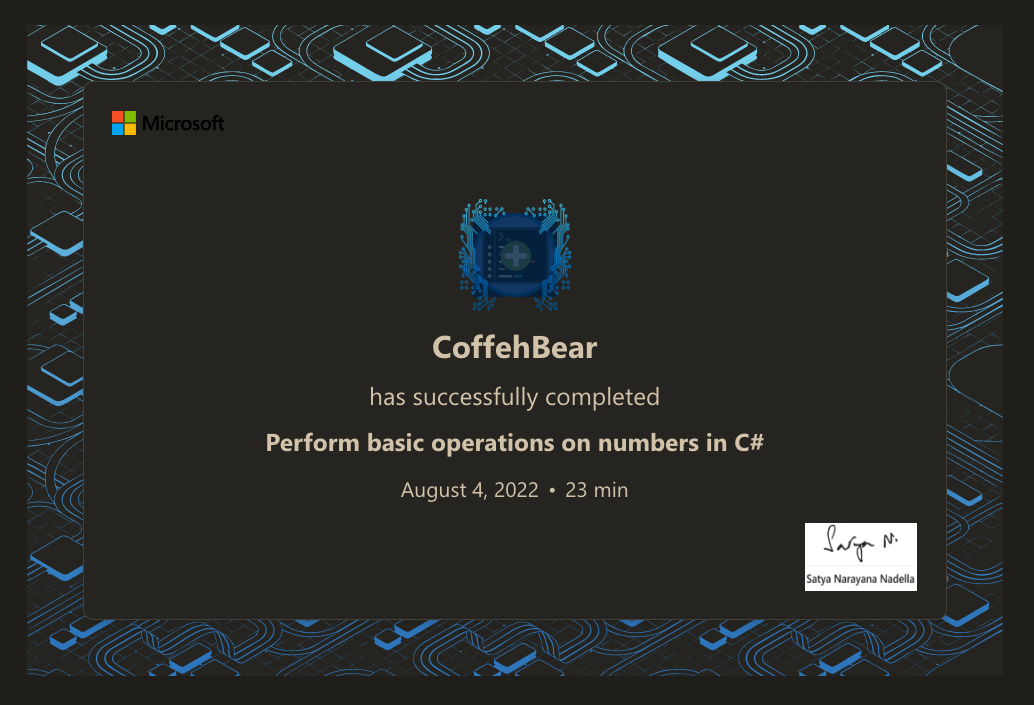 Microsoft
CoffehBear
has successfully completed
Perform basic operations on numbers in C#
August 4, 2022 • 23 min
Satya N.
Satya Narayana Nadella